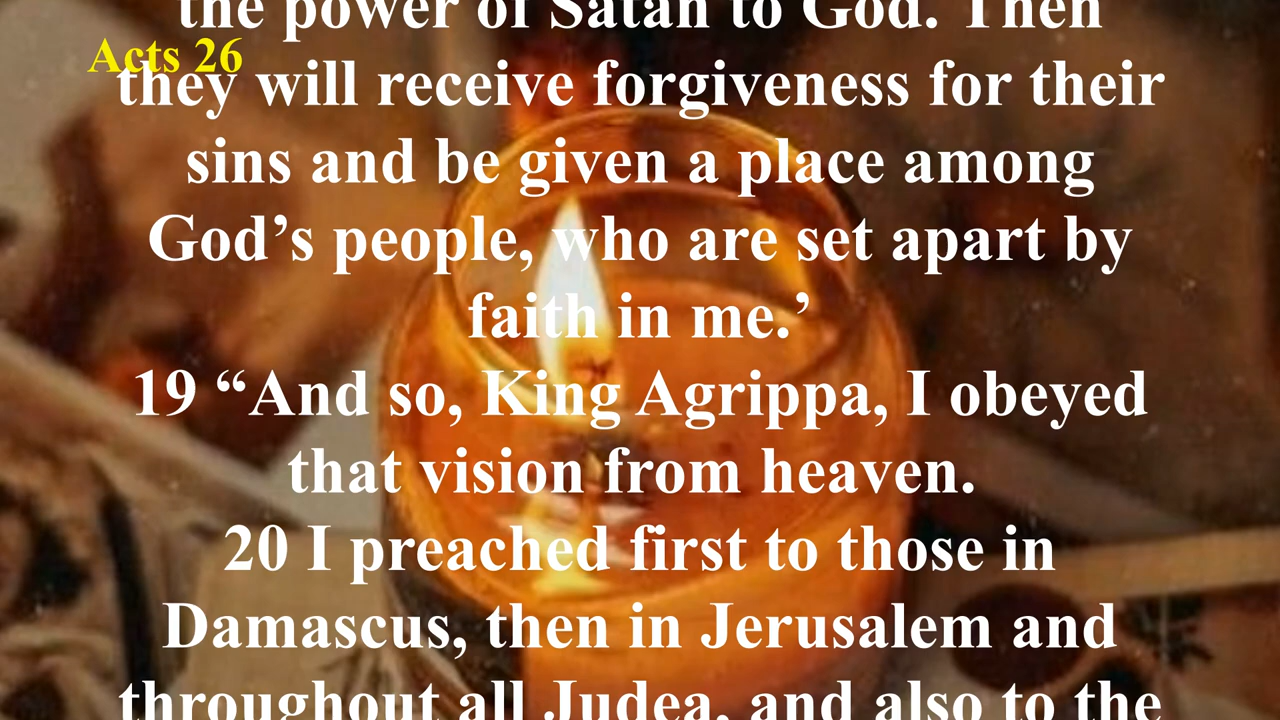 the power of Satan to God. Then
Acts 26
they will receive forgiveness for their
sins and be given a place among
God’s people, who are set apart by
faith in me.’
19 “And so, King Agrippa, I obeyed
that vision from heaven.
20 I preached first to those in
Damascus, then in Jerusalem and
throughout all Judea, and also to the